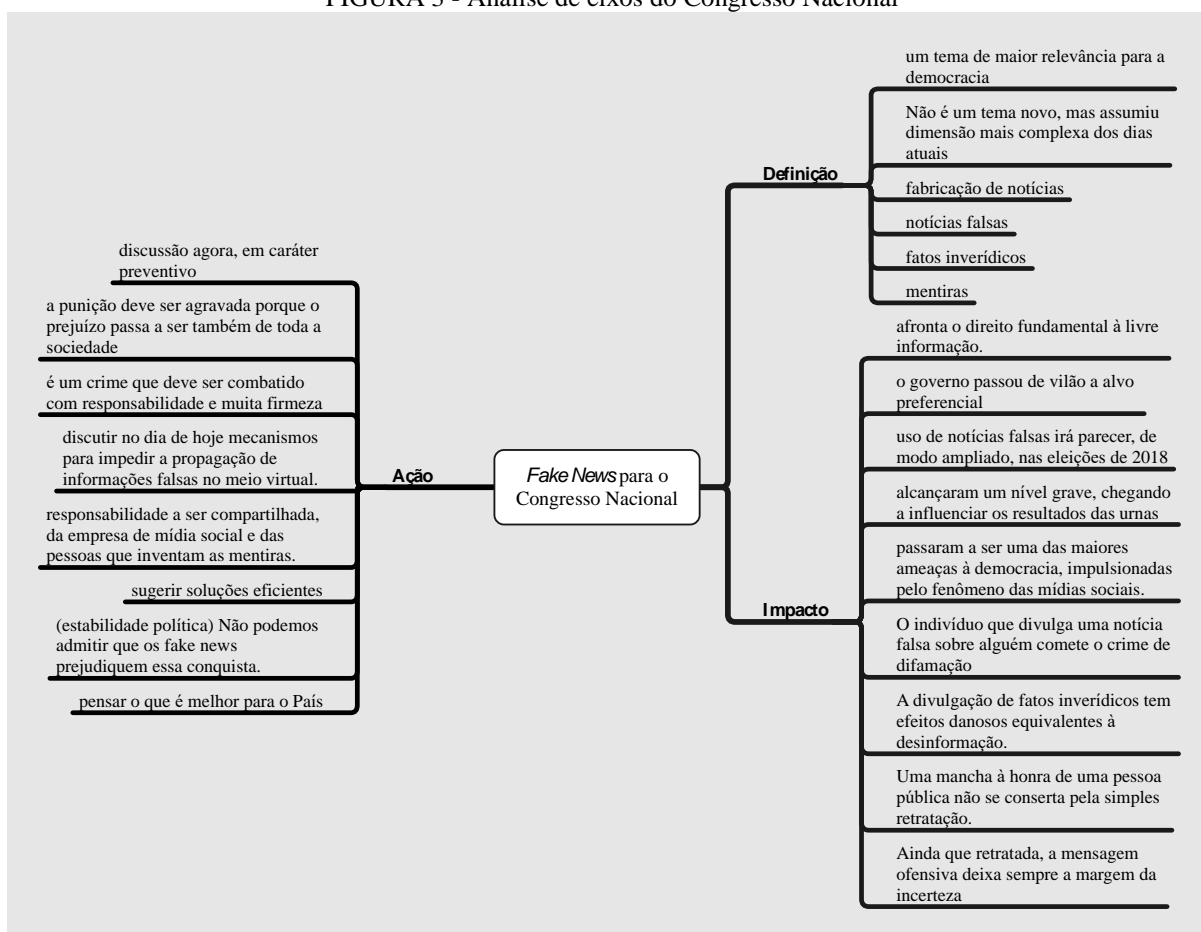 FIGURA 3 - Análise de eixos do Congresso Nacional
um tema de maior relevância para a
democracia
Não é um tema novo, mas assumiu
dimensão mais complexa dos dias
atuais
Definição
fabricação de notícias
notícias falsas
fatos inverídicos
mentiras
discussão agora, em caráter
preventivo
a punição deve ser agravada porque o
prejuízo passa a ser também de toda a
sociedade
é um crime que deve ser combatido
com responsabilidade e muita firmeza
discutir no dia de hoje mecanismos
para impedir a propagação de
informações falsas no meio virtual.
Ação
responsabilidade a ser compartilhada,
da empresa de mídia social e das
pessoas que inventam as mentiras.
sugerir soluções eficientes
(estabilidade política) Não podemos
admitir que os fake news
prejudiquem essa conquista.
pensar o que é melhor para o País
Fake News para o
Congresso Nacional
afronta o direito fundamental à livre
informação.
o governo passou de vilão a alvo
preferencial
uso de notícias falsas irá parecer, de
modo ampliado, nas eleições de 2018
alcançaram um nível grave, chegando
a influenciar os resultados das urnas
passaram a ser uma das maiores
ameaças à democracia, impulsionadas
pelo fenômeno das mídias sociais.
Impacto
O indivíduo que divulga uma notícia
falsa sobre alguém comete o crime de
difamação
A divulgação de fatos inverídicos tem
efeitos danosos equivalentes à
desinformação.
Uma mancha à honra de uma pessoa
pública não se conserta pela simples
retratação.
Ainda que retratada, a mensagem
ofensiva deixa sempre a margem da
incerteza